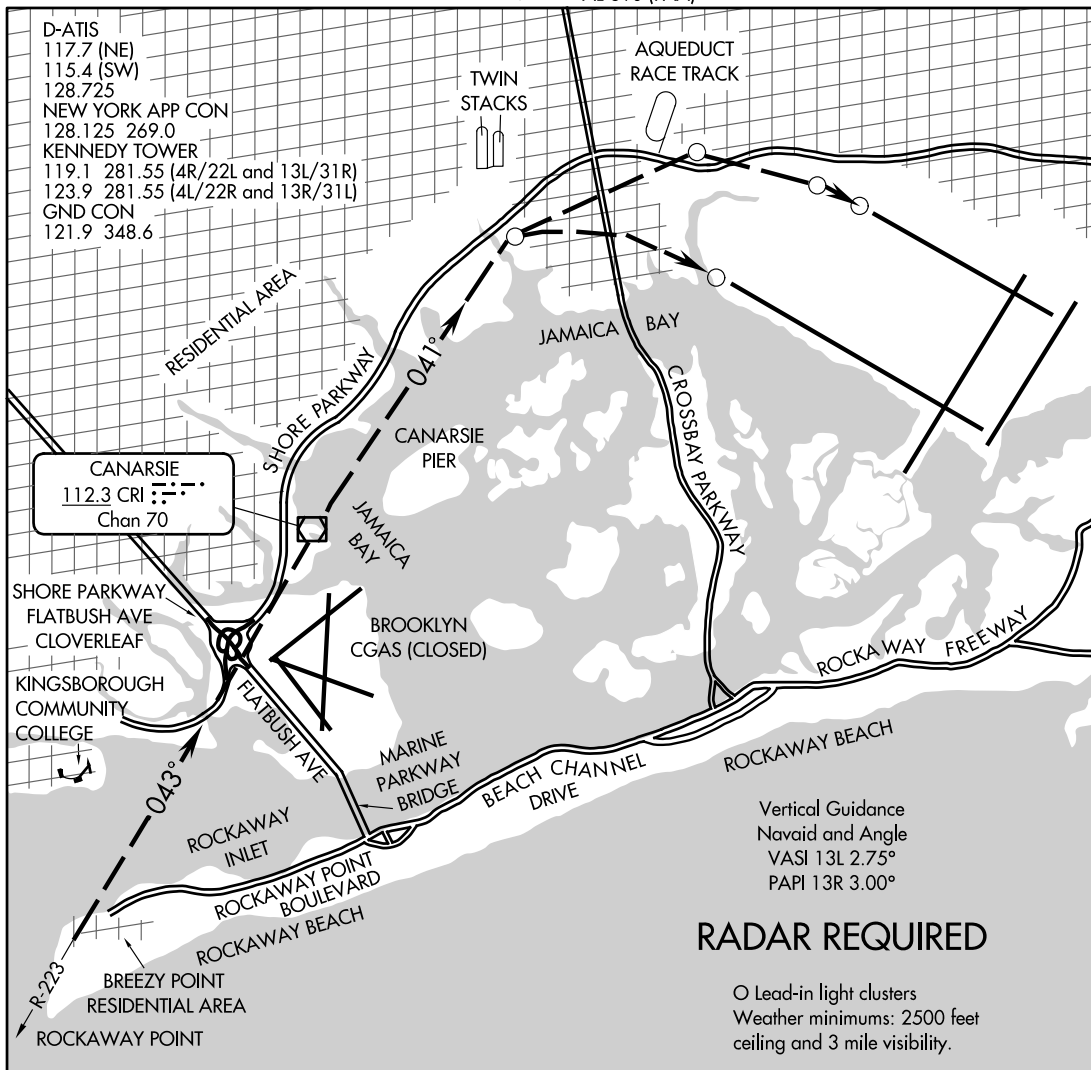 D-ATIS
117.7 (NE)
115.4 (SW)
128.725
NEW YORK APP CON
128.125 269.0
KENNEDY TOWER
119.1 281.55 (4R/22L and 13L/31R)
123.9 281.55 (4L/22R and 13R/31L)
GND CON
121.9 348.6
TWIN
STACKS
AQUEDUCT
RACE TRACK
RESIDENTIAL AREA
SHORE PARKWAY
041°
JAMAICA BAY
CROSSBAY PARKWAY
CANARSIE
PIER
CANARSIE
112.3 CRI
Chan 70
JAMAICA
BAY
SHORE PARKWAY
FLATBUSH AVE
CLOVERLEAF
BROOKLYN
CGAS (CLOSED)
KINGSBOROUGH
COMMUNITY
COLLEGE
FLATBUSH AVE
043°
MARINE
PARKWAY
BRIDGE
ROCKAWAY FREEWAY
BEACH CHANNEL
DRIVE
ROCKAWAY BEACH
ROCKAWAY
INLET
ROCKAWAY POINT
BOULEVARD
ROCKAWAY BEACH
R-223
BREEZY POINT
RESIDENTIAL AREA
ROCKAWAY POINT
Vertical Guidance
Navaid and Angle
VASI 13L 2.75°
PAPI 13R 3.00°
RADAR REQUIRED
O Lead-in light clusters
Weather minimums: 2500 feet
ceiling and 3 mile visibility.